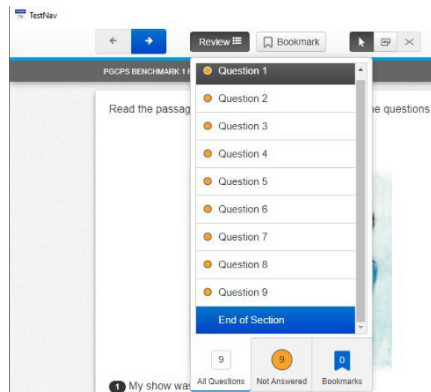 TestNav
Review Bookmark
PGCPS BENCHMARK 1
Question 1
Read the passag e questions
Question 2
Question 3
Question 4
Question 5
Question 6
Question 7
Question 8
Question 9
End of Section
9 9 0
All Questions Not Answered Bookmarks
1 My show was